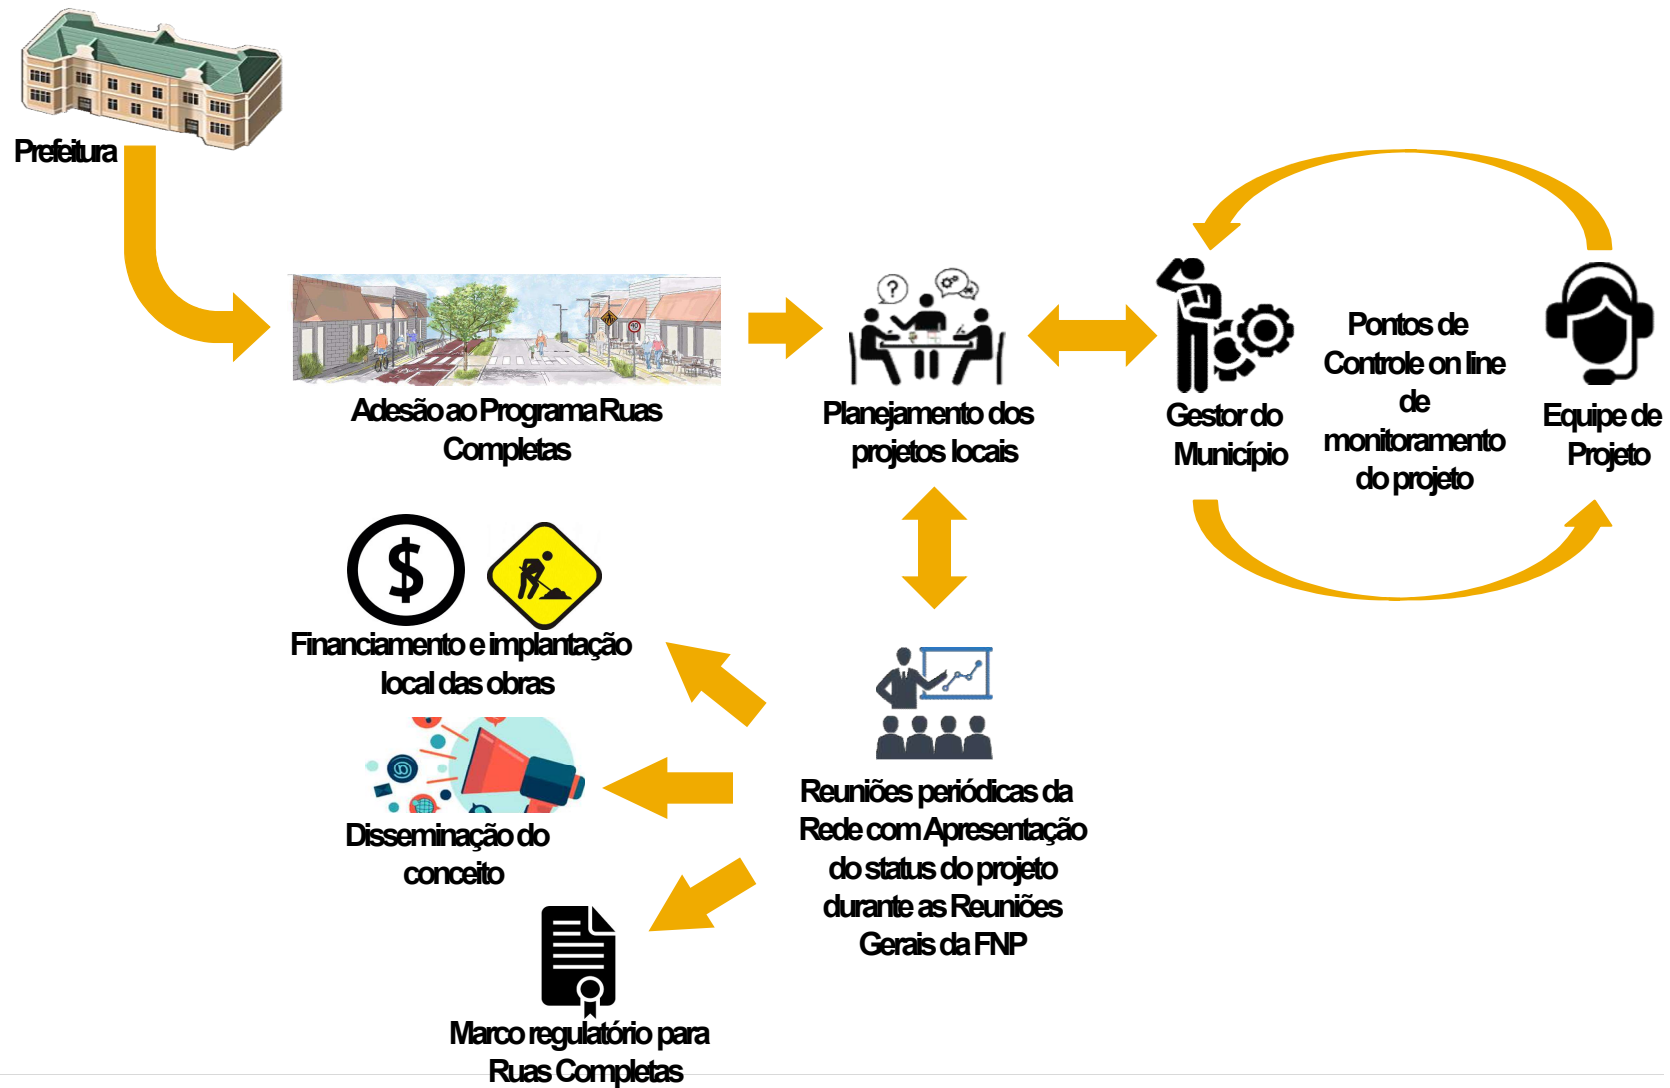 Prefeitura
Adesão ao Programa Ruas
Completas
Planejamento dos
projetos locais
Gestor do
Município
Pontos de
Controle on line
de
monitoramento
do projeto
Equipe de
Projeto
$
Financiamento e implantação
local das obras
Disseminação do
conceito
Reuniões periódicas da
Rede com Apresentação
do status do projeto
durante as Reuniões
Gerais da FNP
Marco regulatório para
Ruas Completas